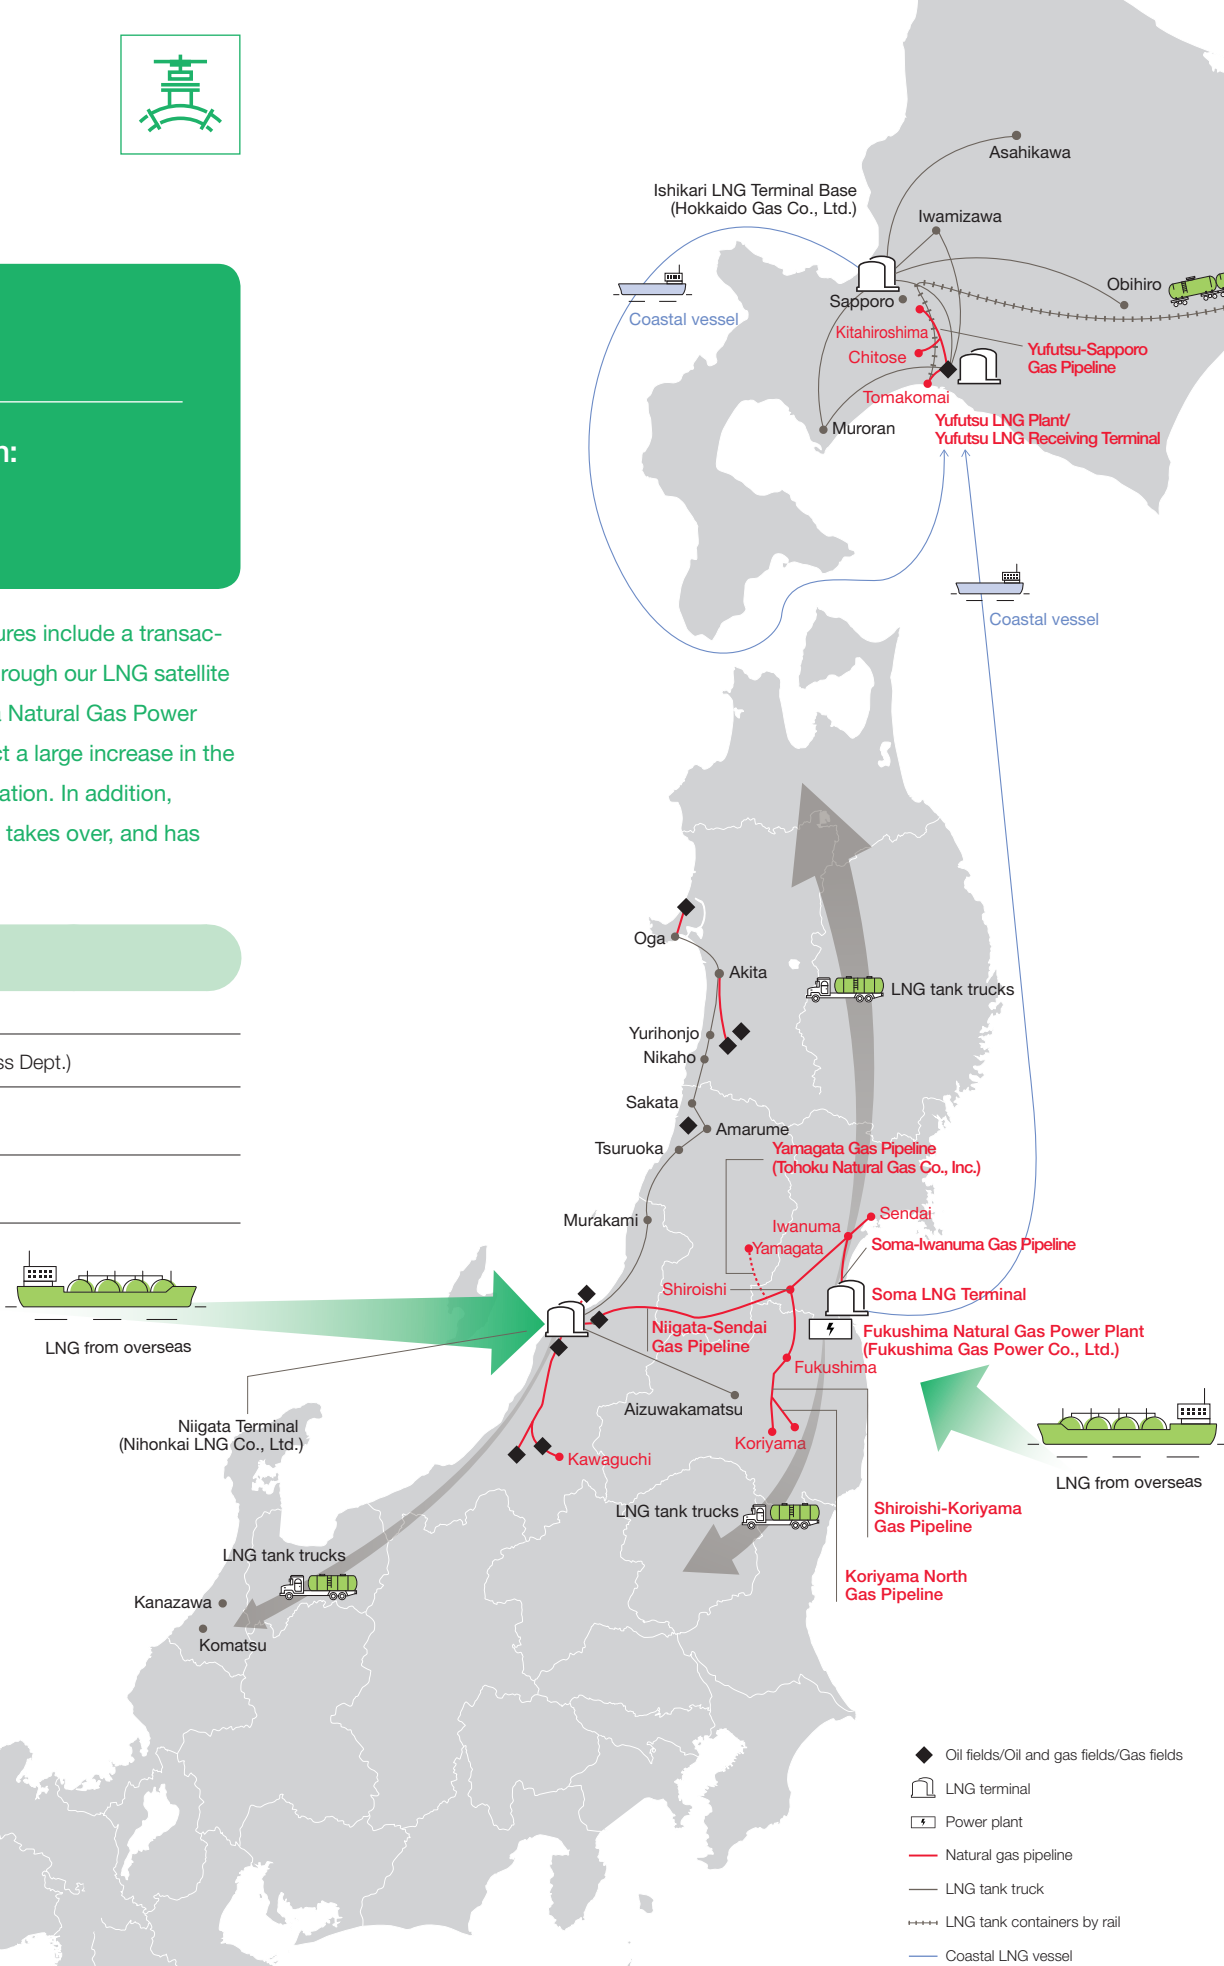 n:
ures include a transac-
rough our LNG satellite
Natural Gas Power
ct a large increase in the
ation. In addition,
takes over, and has
ss Dept.)
Asahikawa
Ishikari LNG Terminal Base
(Hokkaido Gas Co., Ltd.)
Iwamizawa
Obihiro
Sapporo
Coastal vessel
Kitahiroshima
Yufutsu-Sapporo
Gas Pipeline
Chitose
Tomakomai
Muroran
Yufutsu LNG Plant/
Yufutsu LNG Receiving Terminal
Coastal vessel
Oga
Akita
LNG tank trucks
Yurihonjo
Nikaho
Sakata
Amarume
Tsuruoka
Yamagata Gas Pipeline
(Tohoku Natural Gas Co., Inc.)
Murakami
Sendai
Iwanuma
Yamagata
Soma-Iwanuma Gas Pipeline
Shiroishi
Soma LNG Terminal
Niigata-Sendai
Gas Pipeline
Fukushima Natural Gas Power Plant
(Fukushima Gas Power Co., Ltd.)
LNG from overseas
Fukushima
Aizuwakamatsu
Niigata Terminal
(Nihonkai LNG Co., Ltd.)
Koriyama
Kawaguchi
LNG from overseas
LNG tank trucks
Shiroishi-Koriyama
Gas Pipeline
LNG tank trucks
Koriyama North
Gas Pipeline
Kanazawa
Komatsu
Oil fields/Oil and gas fields/Gas fields
LNG terminal
Power plant
Natural gas pipeline
LNG tank truck
LNG tank containers by rail
Coastal LNG vessel